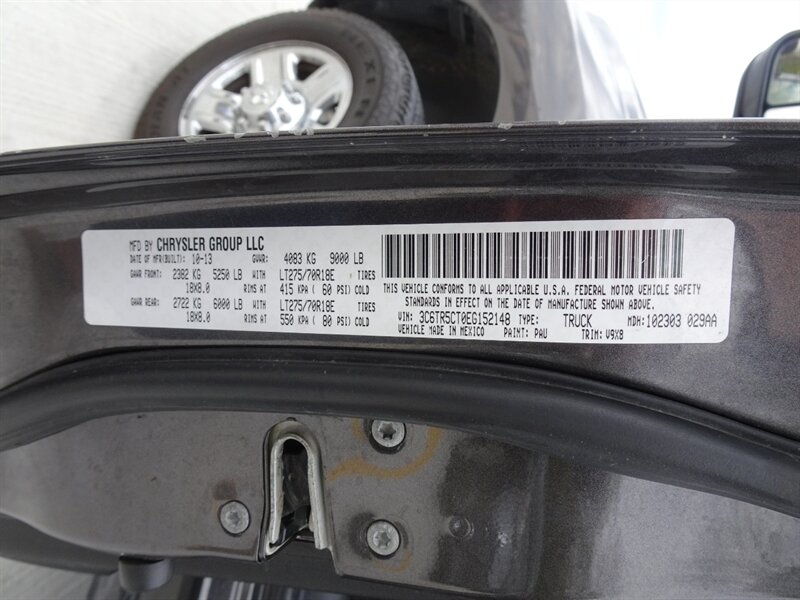 MFD BY CHRYSLER GROUP LLC
DATE OF MFR(BUILT): 10-13 GVWR: 4083 KG 9000 LB
GAWR FRONT: 2382 KG 5250 LB WITH LT275/70R18E TIRES
18X8.0 RIMS AT 415 KPA ( 60 PSI) COLD
GAWR REAR: 2722 KG 6000 LB WITH LT275/70R18E TIRES
18X8.0 RIMS AT 550 KPA ( 80 PSI) COLD
THIS VEHICLE CONFORMS TO ALL APPLICABLE U.S.A. FEDERAL MOTOR VEHICLE SAFETY
STANDARDS IN EFFECT ON THE DATE OF MANUFACTURE SHOWN ABOVE.
VIN: 3C6TR5CT0EG152148 TYPE: TRUCK MDH: 102303 029AA
VEHICLE MADE IN MEXICO PAINT: PAU TRIM: V9X8